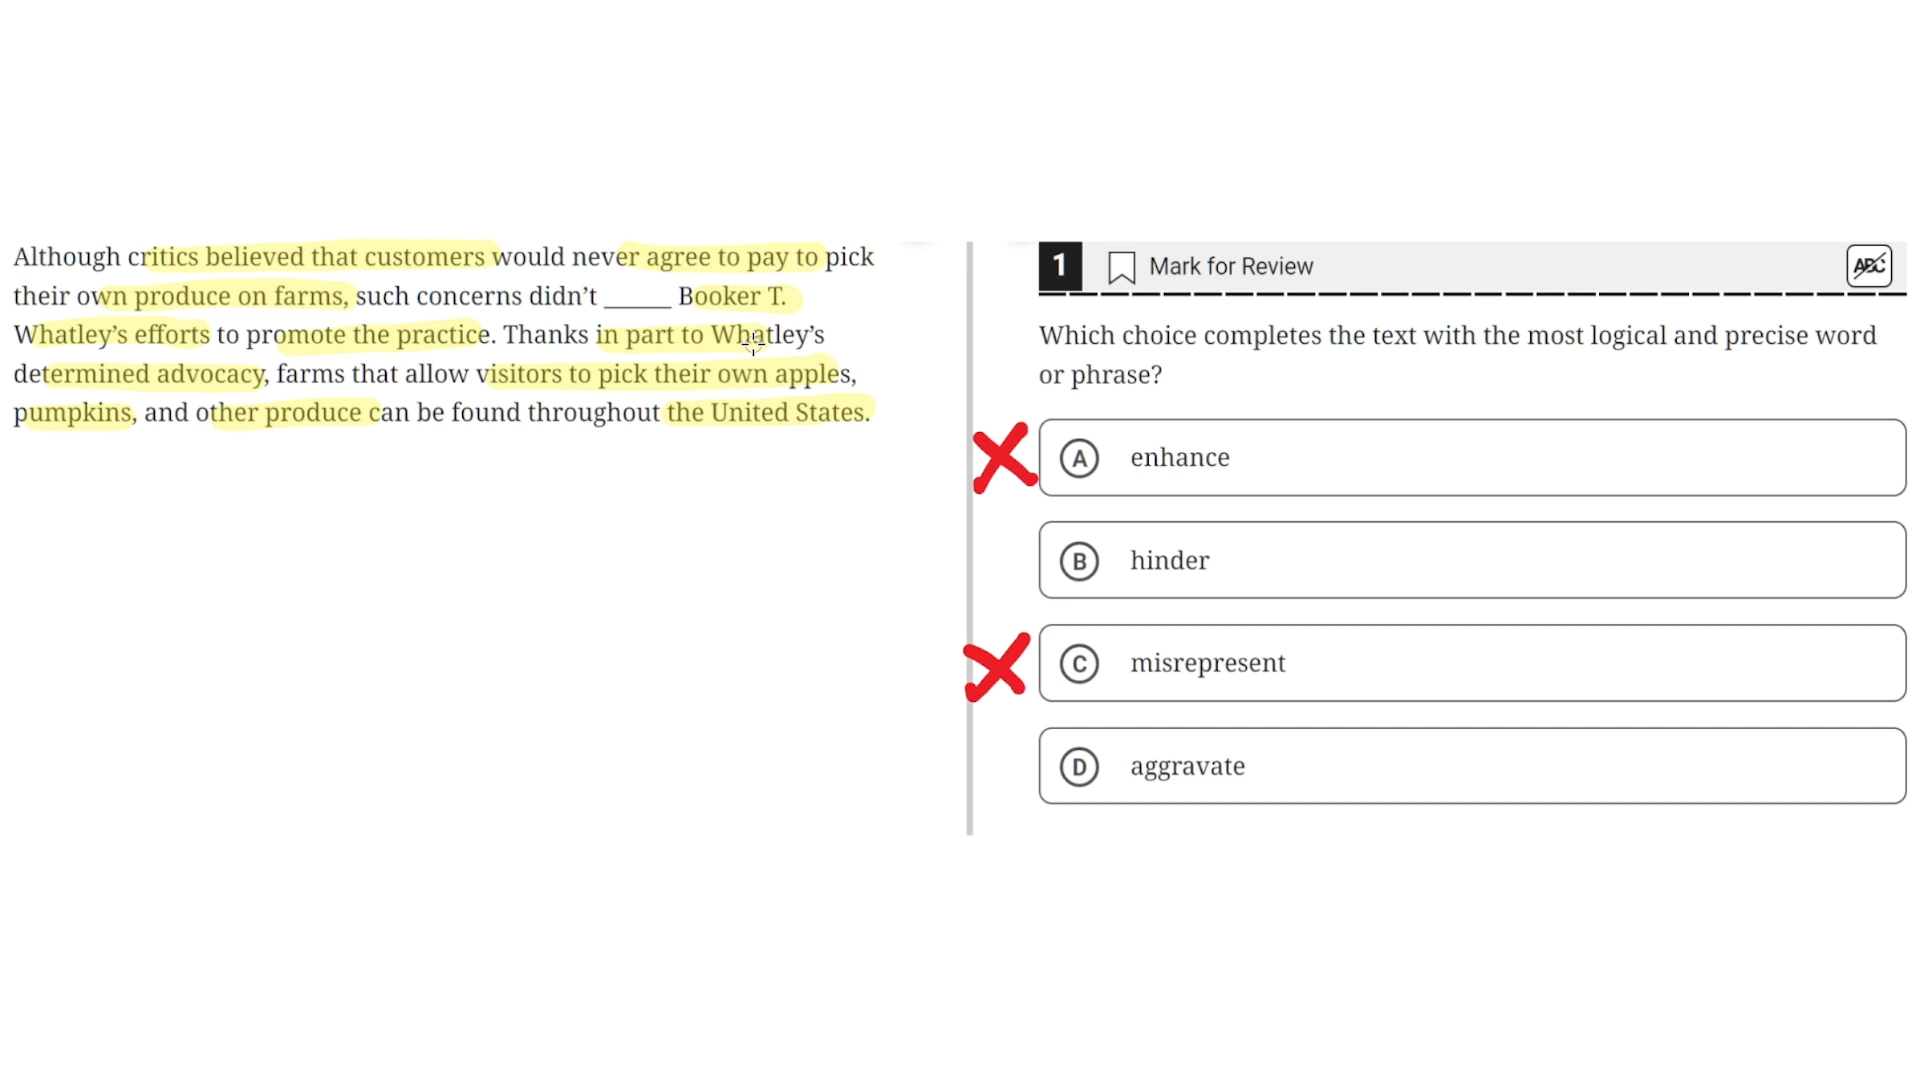 Although critics believed that customers would never agree to pay to pick
their own produce on farms, such concerns didn’t ______ Booker T.
Whatley’s efforts to promote the practice. Thanks in part to Whatley’s
determined advocacy, farms that allow visitors to pick their own apples,
pumpkins, and other produce can be found throughout the United States.
1 Mark for Review ABC
Which choice completes the text with the most logical and precise word
or phrase?
A enhance
B hinder
C misrepresent
D aggravate